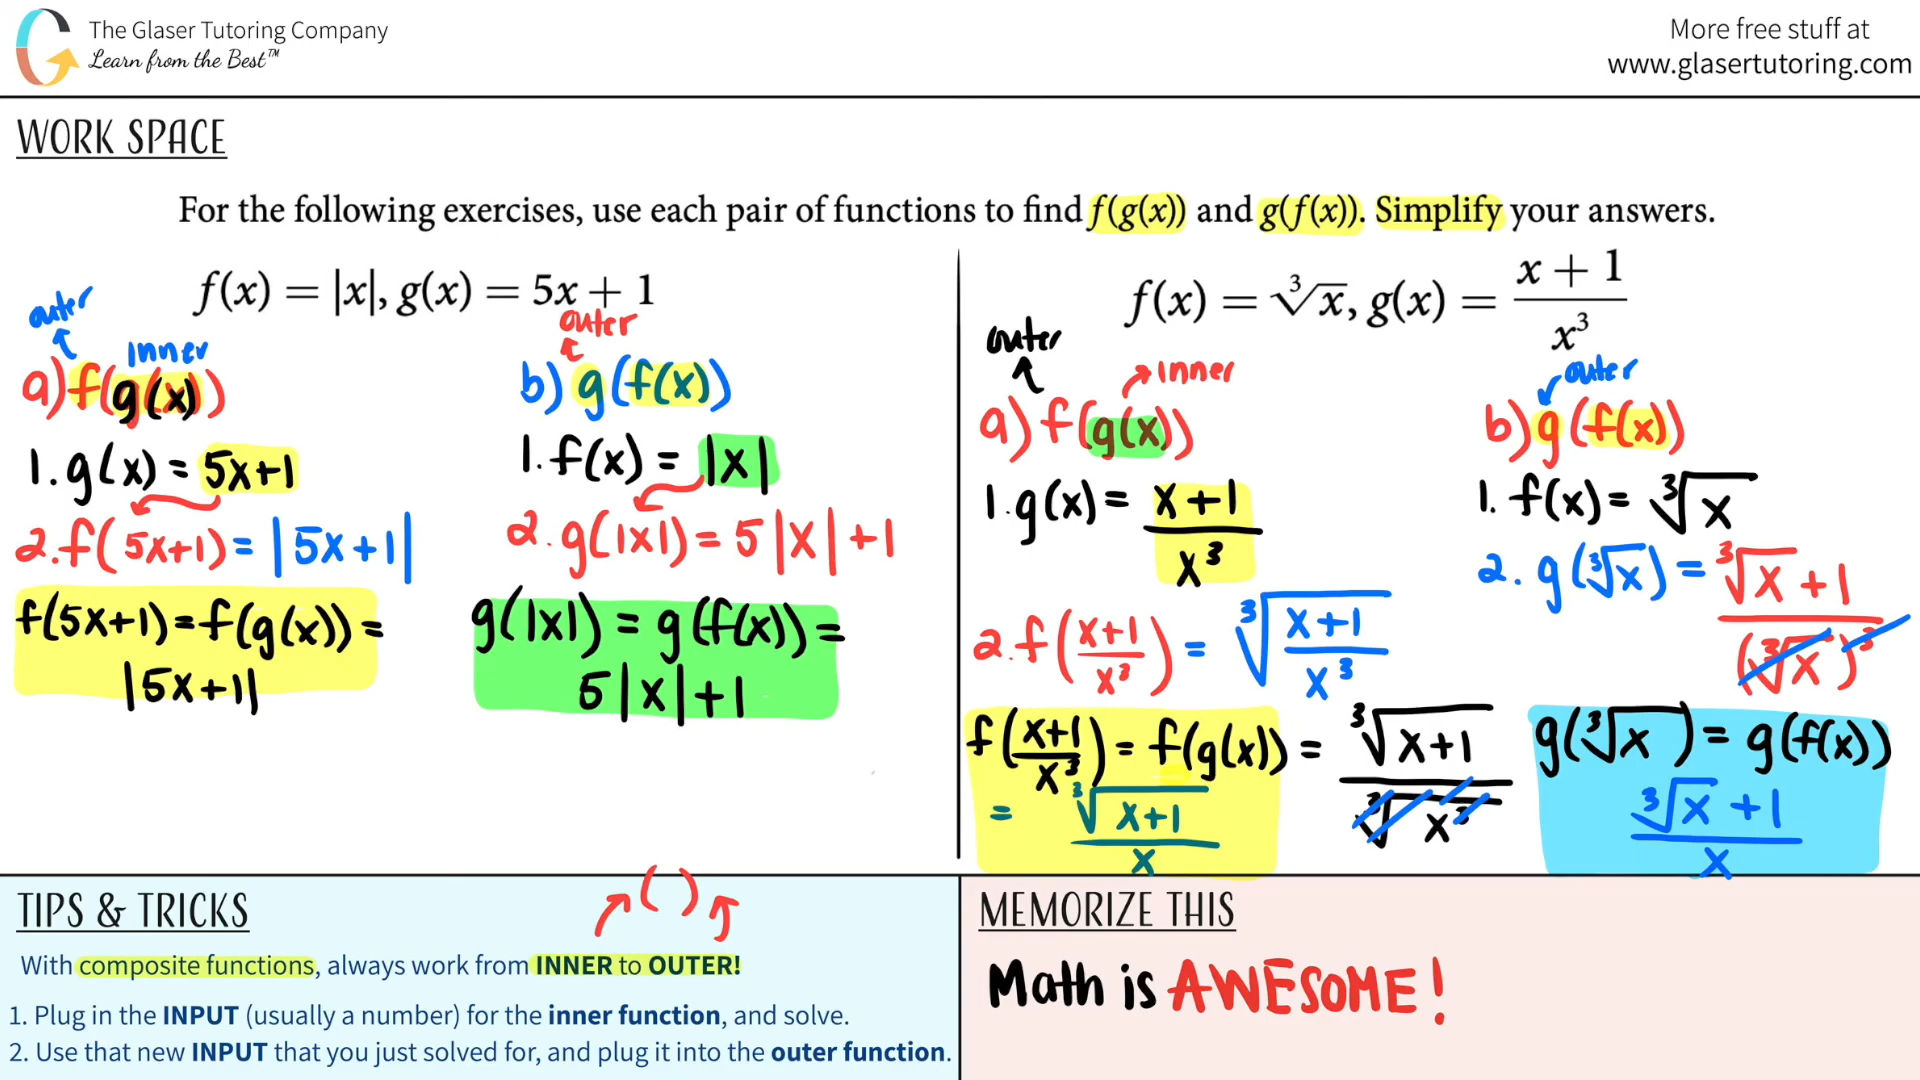 The Glaser Tutoring Company
Learn from the Best™
More free stuff at
www.glasertutoring.com
WORK SPACE
For the following exercises, use each pair of functions to find f(g(x)) and g(f(x)). Simplify your answers.
f(x) = |x|, g(x) = 5x + 1
outer
inner
a) f(g(x))
1. g(x) = 5x+1
2. f(5x+1) = |5x+1|
f(5x+1) = f(g(x)) =
|5x+1|
outer
b) g(f(x))
1. f(x) = |x|
2. g(|x|) = 5|x|+1
g(|x|) = g(f(x)) =
5|x|+1
f(x) = ∛x, g(x) = (x + 1)/x³
outer
inner
a) f(g(x))
1. g(x) = (x+1)/x³
2. f((x+1)/x³) = ∛((x+1)/x³)
f((x+1)/x³) = f(g(x)) = ∛(x+1)/∛x³
= ∛(x+1)/x
outer
b) g(f(x))
1. f(x) = ∛x
2. g(∛x) = (∛x+1)/(∛x)³
g(∛x) = g(f(x))
(∛x+1)/x
TIPS & TRICKS
( )
With composite functions, always work from INNER to OUTER!
1. Plug in the INPUT (usually a number) for the inner function, and solve.
2. Use that new INPUT that you just solved for, and plug it into the outer function.
MEMORIZE THIS
Math is AWESOME!